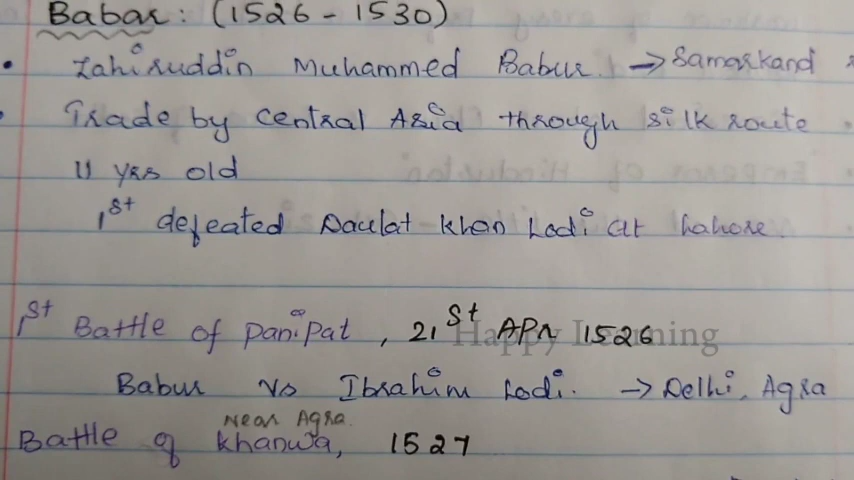 Babar: (1526 - 1530)
• Zahiruddin Muhammed Babur. → Samarkand
• Trade by Central Asia through silk route
11 yrs old
1st defeated Daulat Khan Lodi at Lahore.
1st Battle of Panipat, 21st APR 1526
Happy Learning
Babur Vs Ibrahim Lodi. → Delhi, Agra
Near Agra.
Battle of Khanwa, 1527